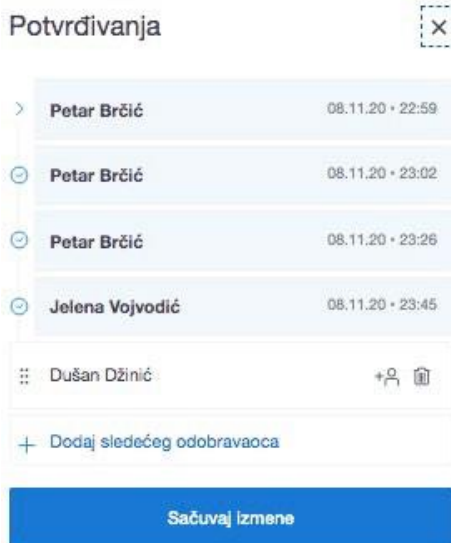 Potvrđivanja
Petar Brčić 08.11.20 • 22:59
Petar Brčić 08.11.20 • 23:02
Petar Brčić 08.11.20 • 23:26
Jelena Vojvodić 08.11.20 • 23:45
Dušan Džinić
Dodaj sledećeg odobravaoca
Sačuvaj izmene